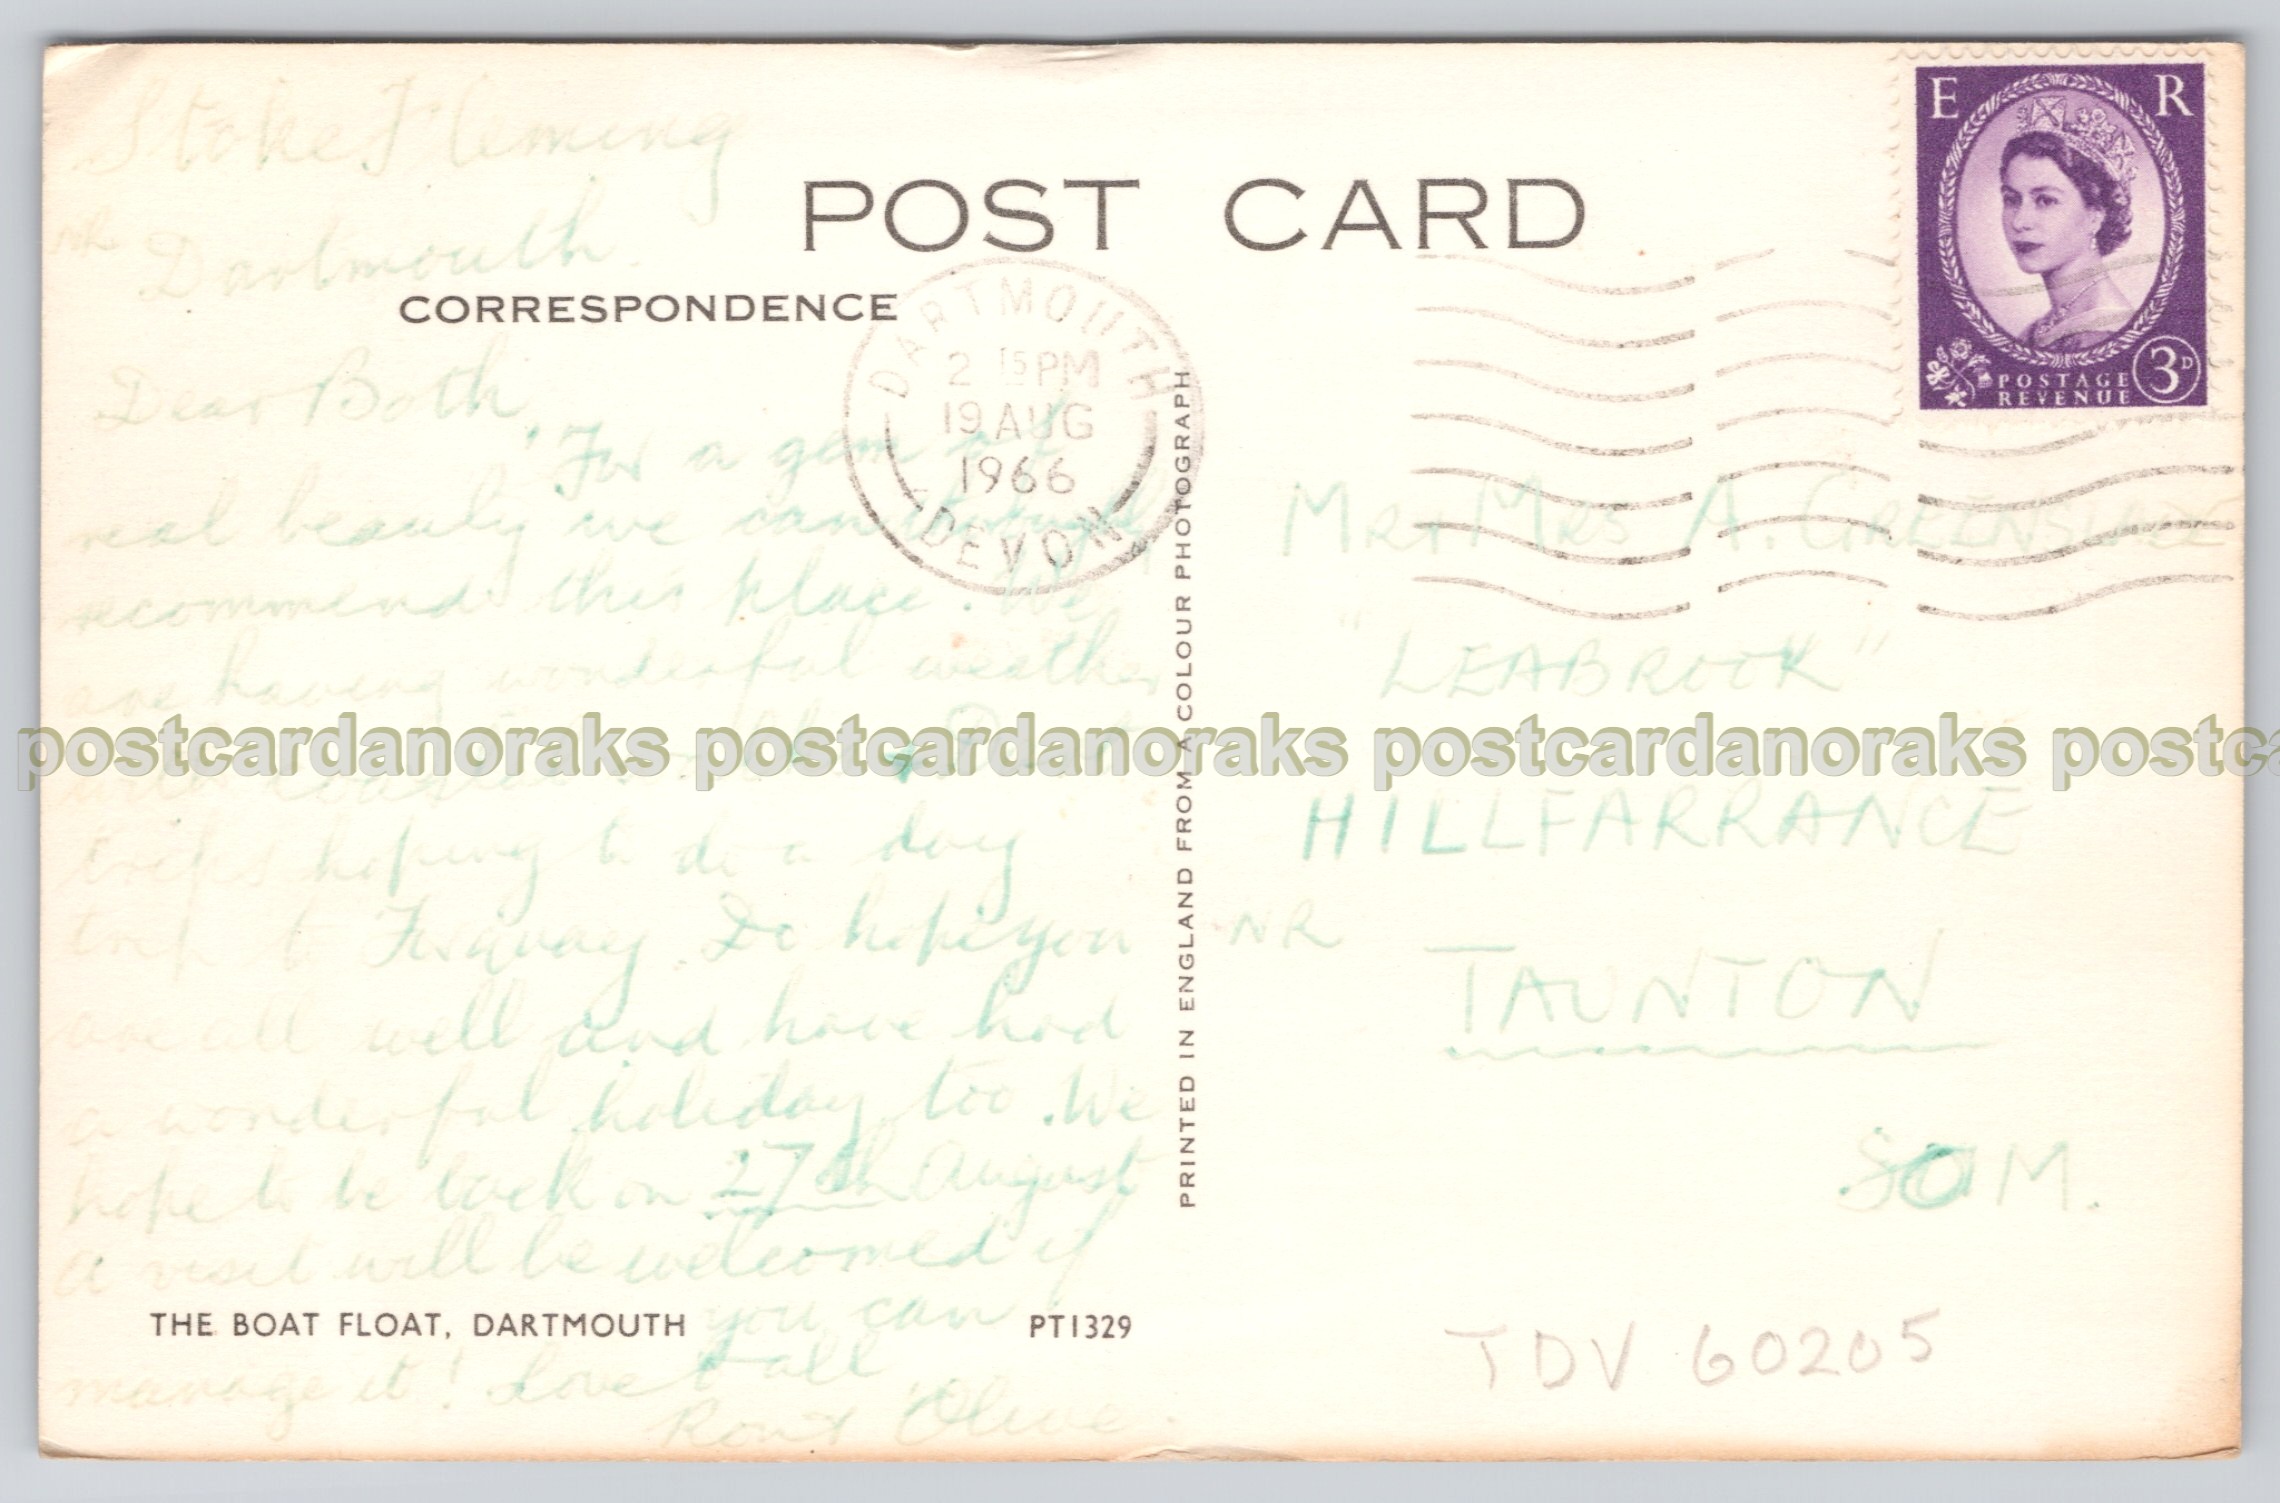 Stoke Fleming
nr Dartmouth.
POST CARD
CORRESPONDENCE
Dear Both
'For a gem of
real beauty we can thoroughly
recommend this place. We
are having wonderful weather
trips hoping to do a day
trip to Torquay. Do hope you
are all well and have had
a wonderful holiday too. We
hope to be back on 27th August
a visit will be welcomed if
you can
manage it! Love to all
Ron & Olive.
THE BOAT FLOAT, DARTMOUTH
PT1329
PRINTED IN ENGLAND FROM A COLOUR PHOTOGRAPH
DARTMOUTH
2 15 PM
19 AUG
1966
DEVON
E R
POSTAGE
REVENUE
3D
MR & MRS A. GREENSLADE
"LEABROOK"
HILLFARRANCE
NR
TAUNTON
SOM.
TDV 60205
postcardanoraks postcardanoraks postcardanoraks postca